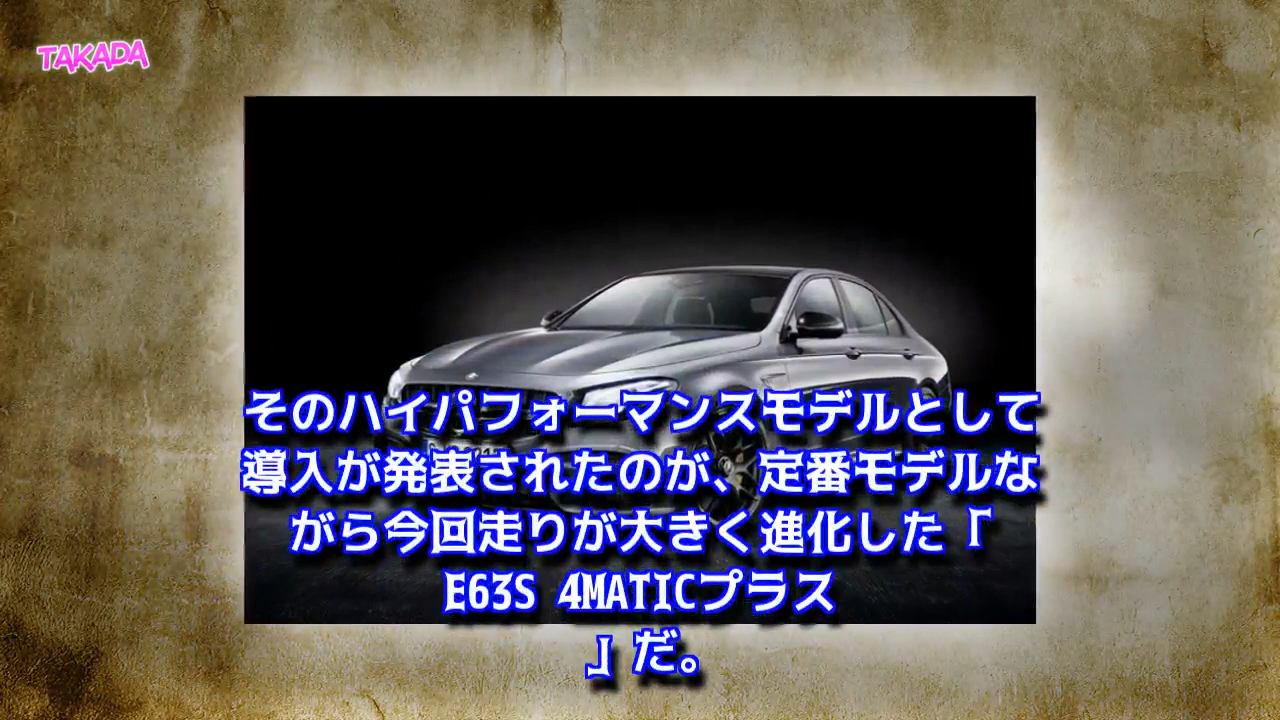 TAKADA
そのハイパフォーマンスモデルとして
導入が発表されたのが、定番モデルな
がら今回走りが大きく進化した「
E63S 4MATICプラス
」だ。